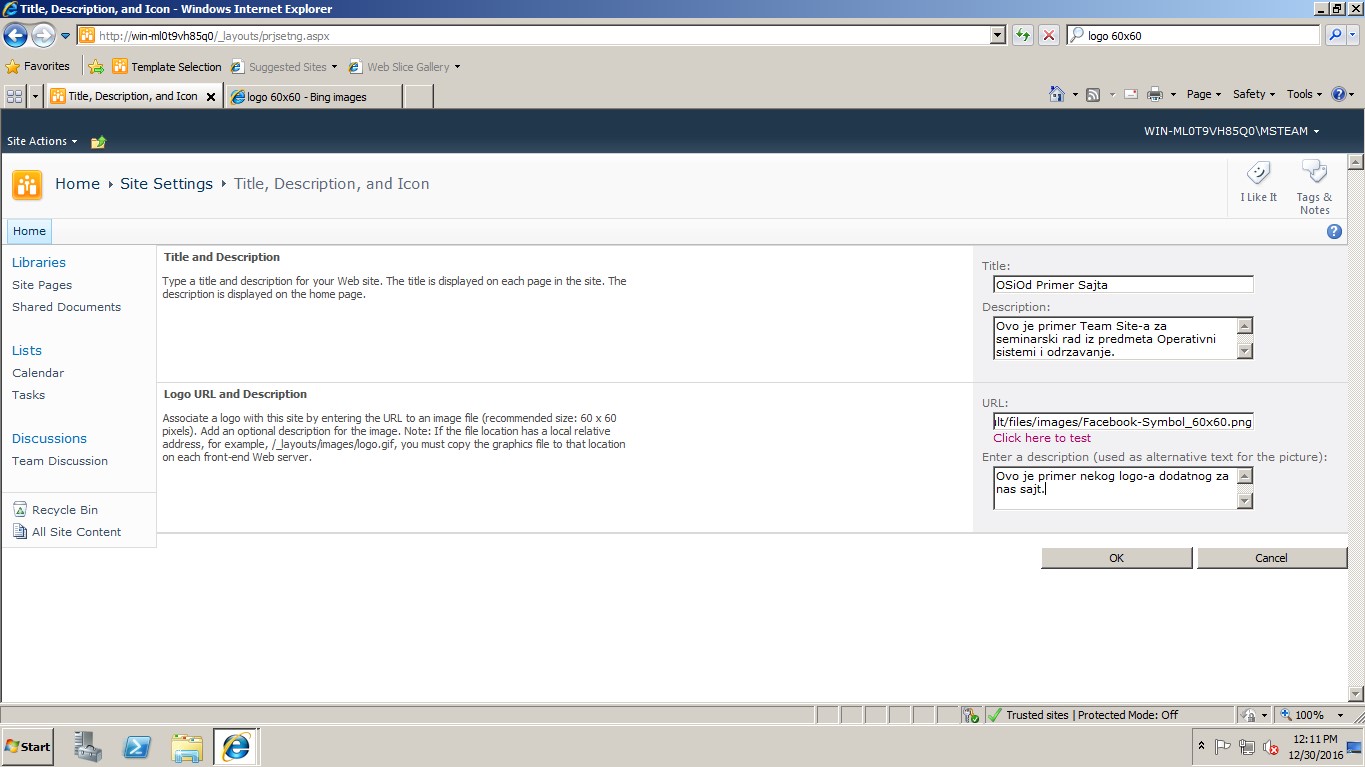 Title, Description, and Icon - Windows Internet Explorer
http://win-ml0t9vh85q0/_layouts/prjsetng.aspx
logo 60x60
Favorites
Template Selection
Suggested Sites
Web Slice Gallery
Title, Description, and Icon
logo 60x60 - Bing images
Page
Safety
Tools
Site Actions
WIN-ML0T9VH85Q0\MSTEAM
Home
Site Settings
Title, Description, and Icon
I Like It
Tags &
Notes
Home
Libraries
Site Pages
Shared Documents
Lists
Calendar
Tasks
Discussions
Team Discussion
Recycle Bin
All Site Content
Title and Description
Type a title and description for your Web site. The title is displayed on each page in the site. The
description is displayed on the home page.
Title:
OSiOd Primer Sajta
Description:
Ovo je primer Team Site-a za
seminarski rad iz predmeta Operativni
sistemi i odrzavanje.
Logo URL and Description
Associate a logo with this site by entering the URL to an image file (recommended size: 60 x 60
pixels). Add an optional description for the image. Note: If the file location has a local relative
address, for example, /_layouts/images/logo.gif, you must copy the graphics file to that location
on each front-end Web server.
URL:
ult/files/images/Facebook-Symbol_60x60.png
Click here to test
Enter a description (used as alternative text for the picture):
Ovo je primer nekog logo-a dodatnog za
nas sajt.
OK
Cancel
Trusted sites | Protected Mode: Off
100%
Start
12:11 PM
12/30/2016